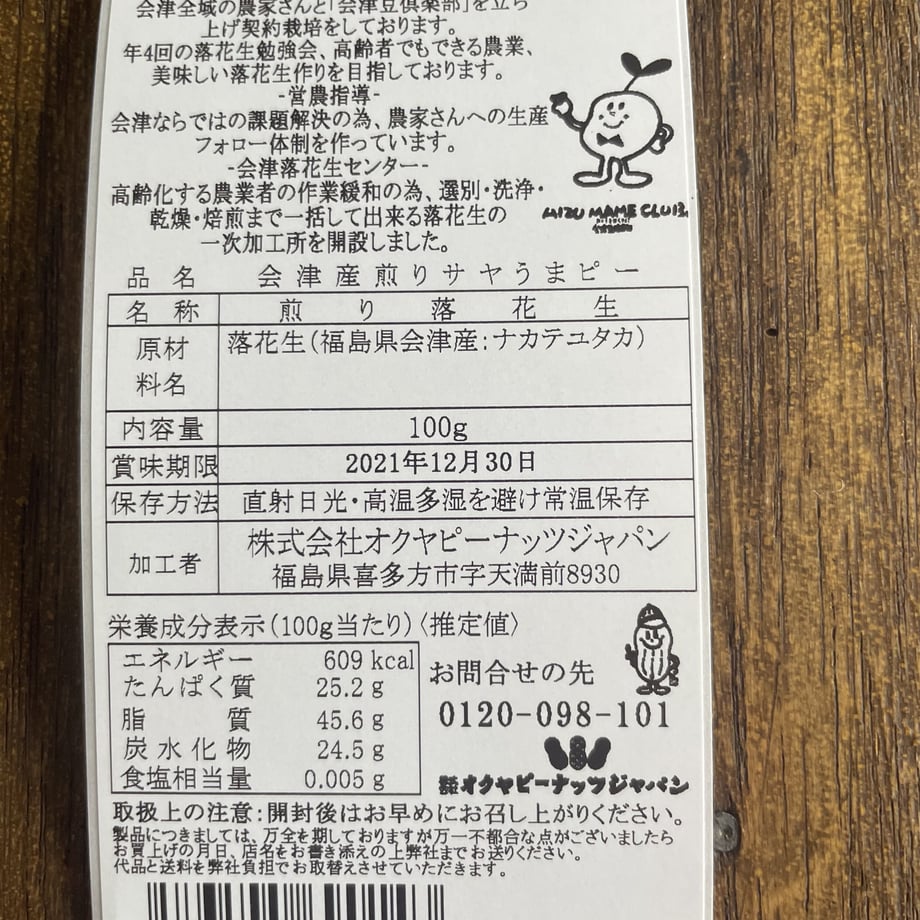 会津全域の農家さんと「会津豆倶楽部」を立ち
上げ契約栽培をしております。
年4回の落花生勉強会、高齢者でもできる農業、
美味しい落花生作りを目指しております。
-営農指導-
会津ならではの課題解決の為、農家さんへの生産
フォロー体制を作っています。
-会津落花生センター-
高齢化する農業者の作業緩和の為、選別・洗浄・
乾燥・焙煎まで一括して出来る落花生の
一次加工所を開設しました。
AIZU MAME CLUB.
品名 会津産煎りサヤうまピー
名称 煎り落花生
原材料名 落花生(福島県会津産:ナカテユタカ)
内容量 100g
賞味期限 2021年12月30日
保存方法 直射日光・高温多湿を避け常温保存
加工者 株式会社オクヤピーナッツジャパン
福島県喜多方市字天満前8930
栄養成分表示(100g当たり)〈推定値〉
エネルギー 609 kcal
たんぱく質 25.2 g
脂質 45.6 g
炭水化物 24.5 g
食塩相当量 0.005 g
お問合せの先
0120-098-101
株式会社オクヤピーナッツジャパン
取扱上の注意:開封後はお早めにお召し上がりください。
製品につきましては、万全を期しておりますが万一不都合な点がございましたら
お買上げの月日、店名をお書き添えの上弊社までお送りください。
代品と送料を弊社負担でお取替えさせていただきます。